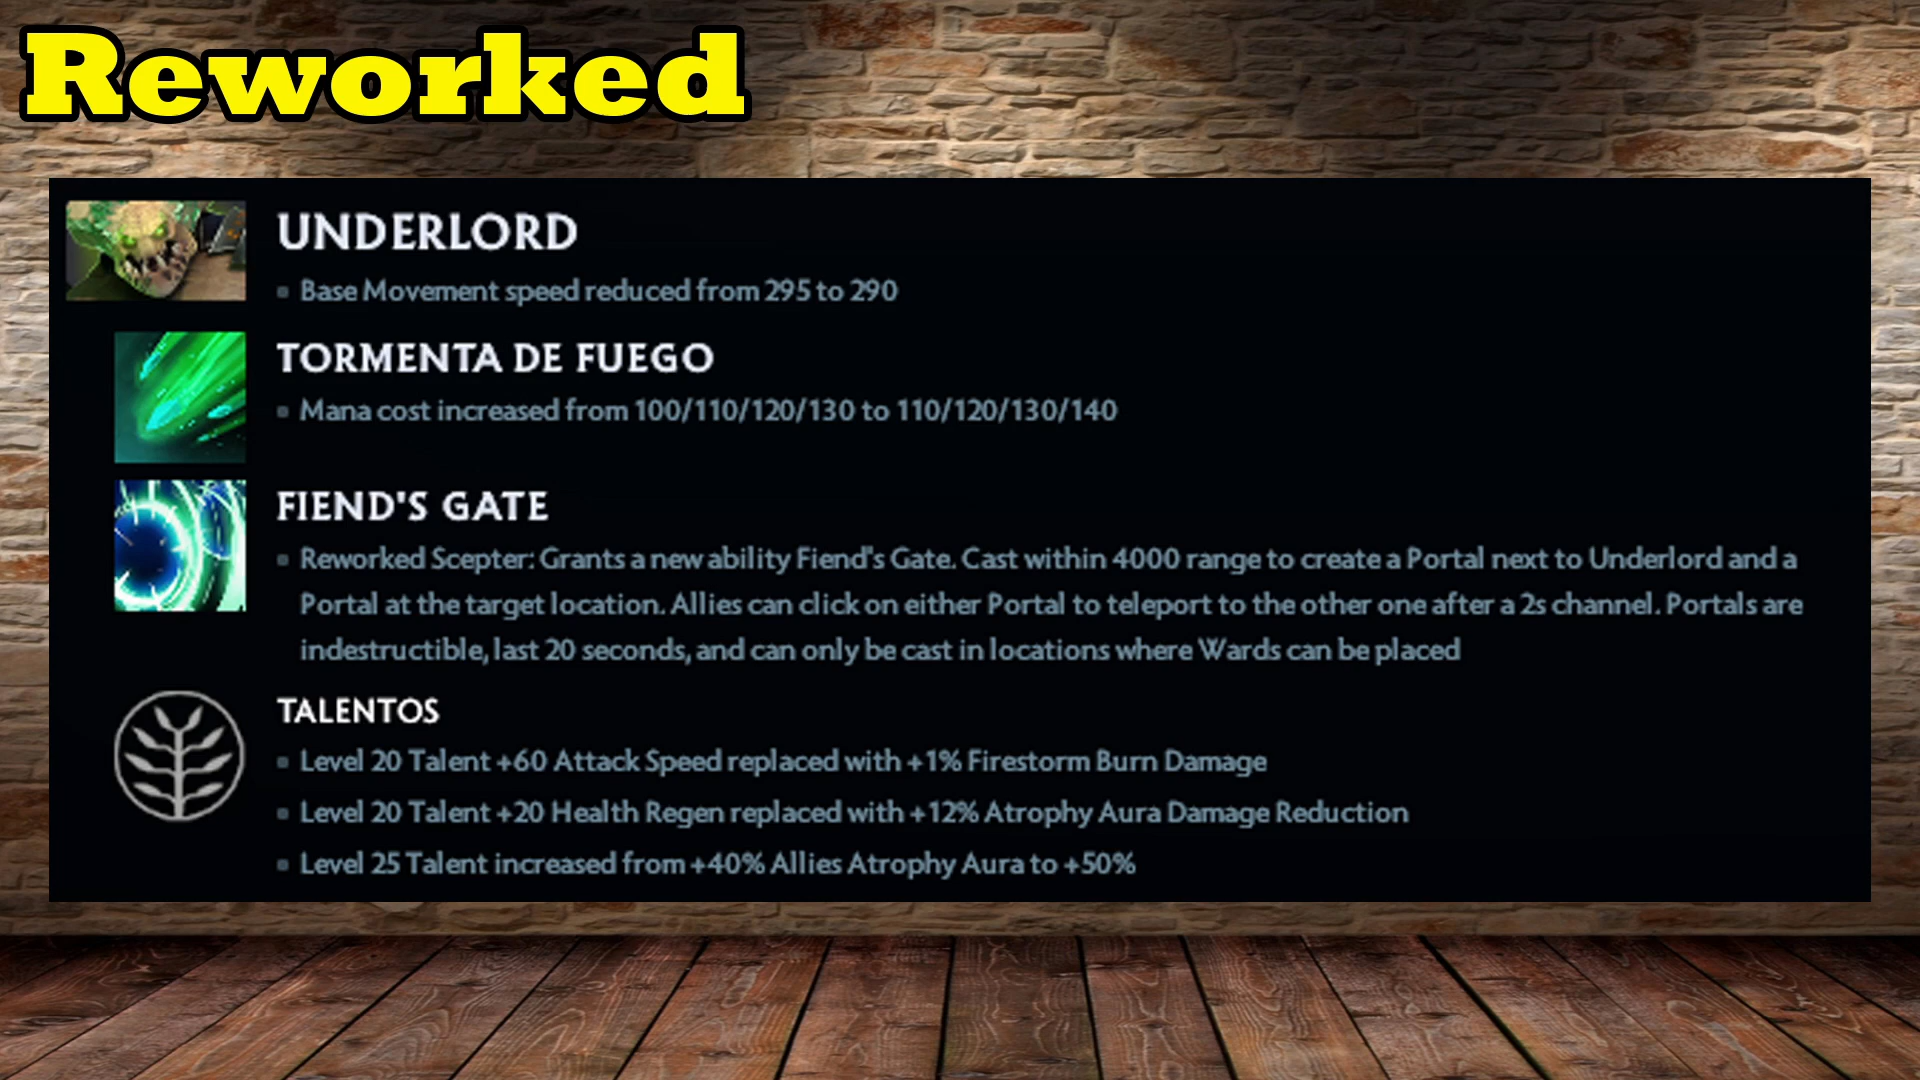 Reworked
UNDERLORD
Base Movement speed reduced from 295 to 290
TORMENTA DE FUEGO
Mana cost increased from 100/110/120/130 to 110/120/130/140
FIEND'S GATE
Reworked Scepter: Grants a new ability Fiend's Gate. Cast within 4000 range to create a Portal next to Underlord and a
Portal at the target location. Allies can click on either Portal to teleport to the other one after a 2s channel. Portals are
indestructible, last 20 seconds, and can only be cast in locations where Wards can be placed
TALENTOS
Level 20 Talent +60 Attack Speed replaced with +1% Firestorm Burn Damage
Level 20 Talent +20 Health Regen replaced with +12% Atrophy Aura Damage Reduction
Level 25 Talent increased from +40% Allies Atrophy Aura to +50%